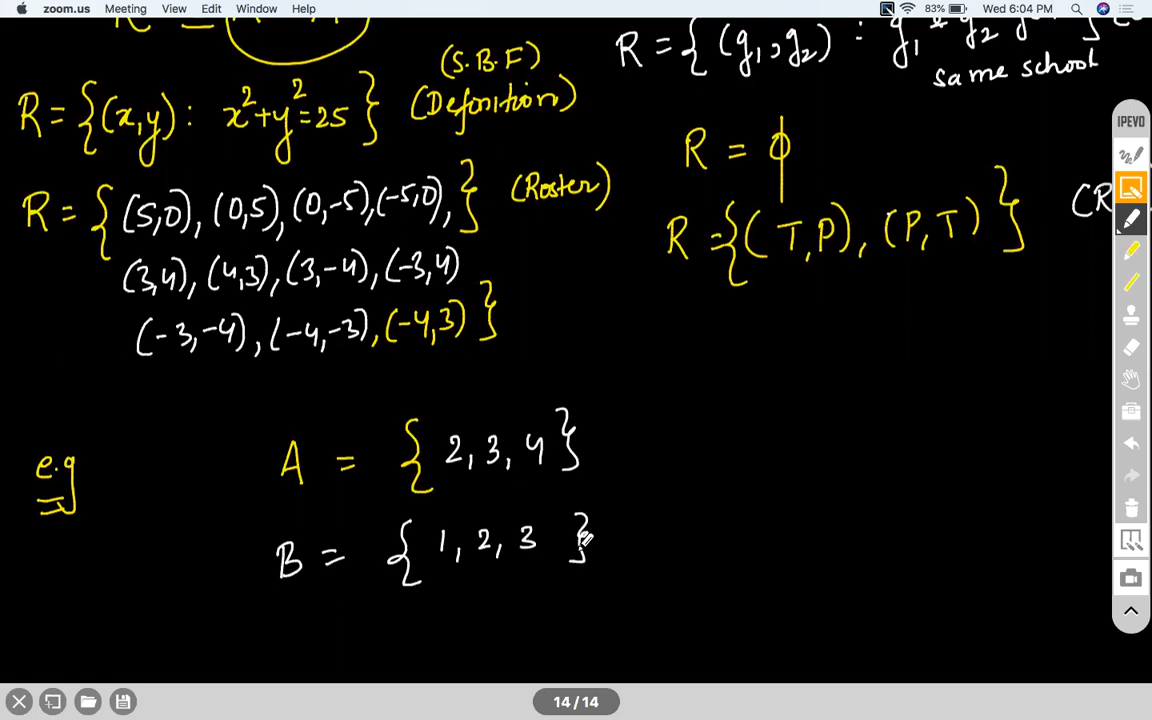 zoom.us Meeting View Edit Window Help 83% Wed 6:04 PM
R = {(g₁, g₂) : g₁ g₂
same school
(S.B.F)
R = {(x,y) : x²+y²=25} (Definition)
R = {(5,0), (0,5), (0,-5), (-5,0), } (Roster)
(3,4), (4,3), (3,-4), (-3,4)
(-3,-4), (-4,-3), (-4,3) }
R = ϕ
R = {(T,P), (P,T) } (R
e.g A = { 2, 3, 4 }
B = { 1, 2, 3 }
IPEVO
14/14